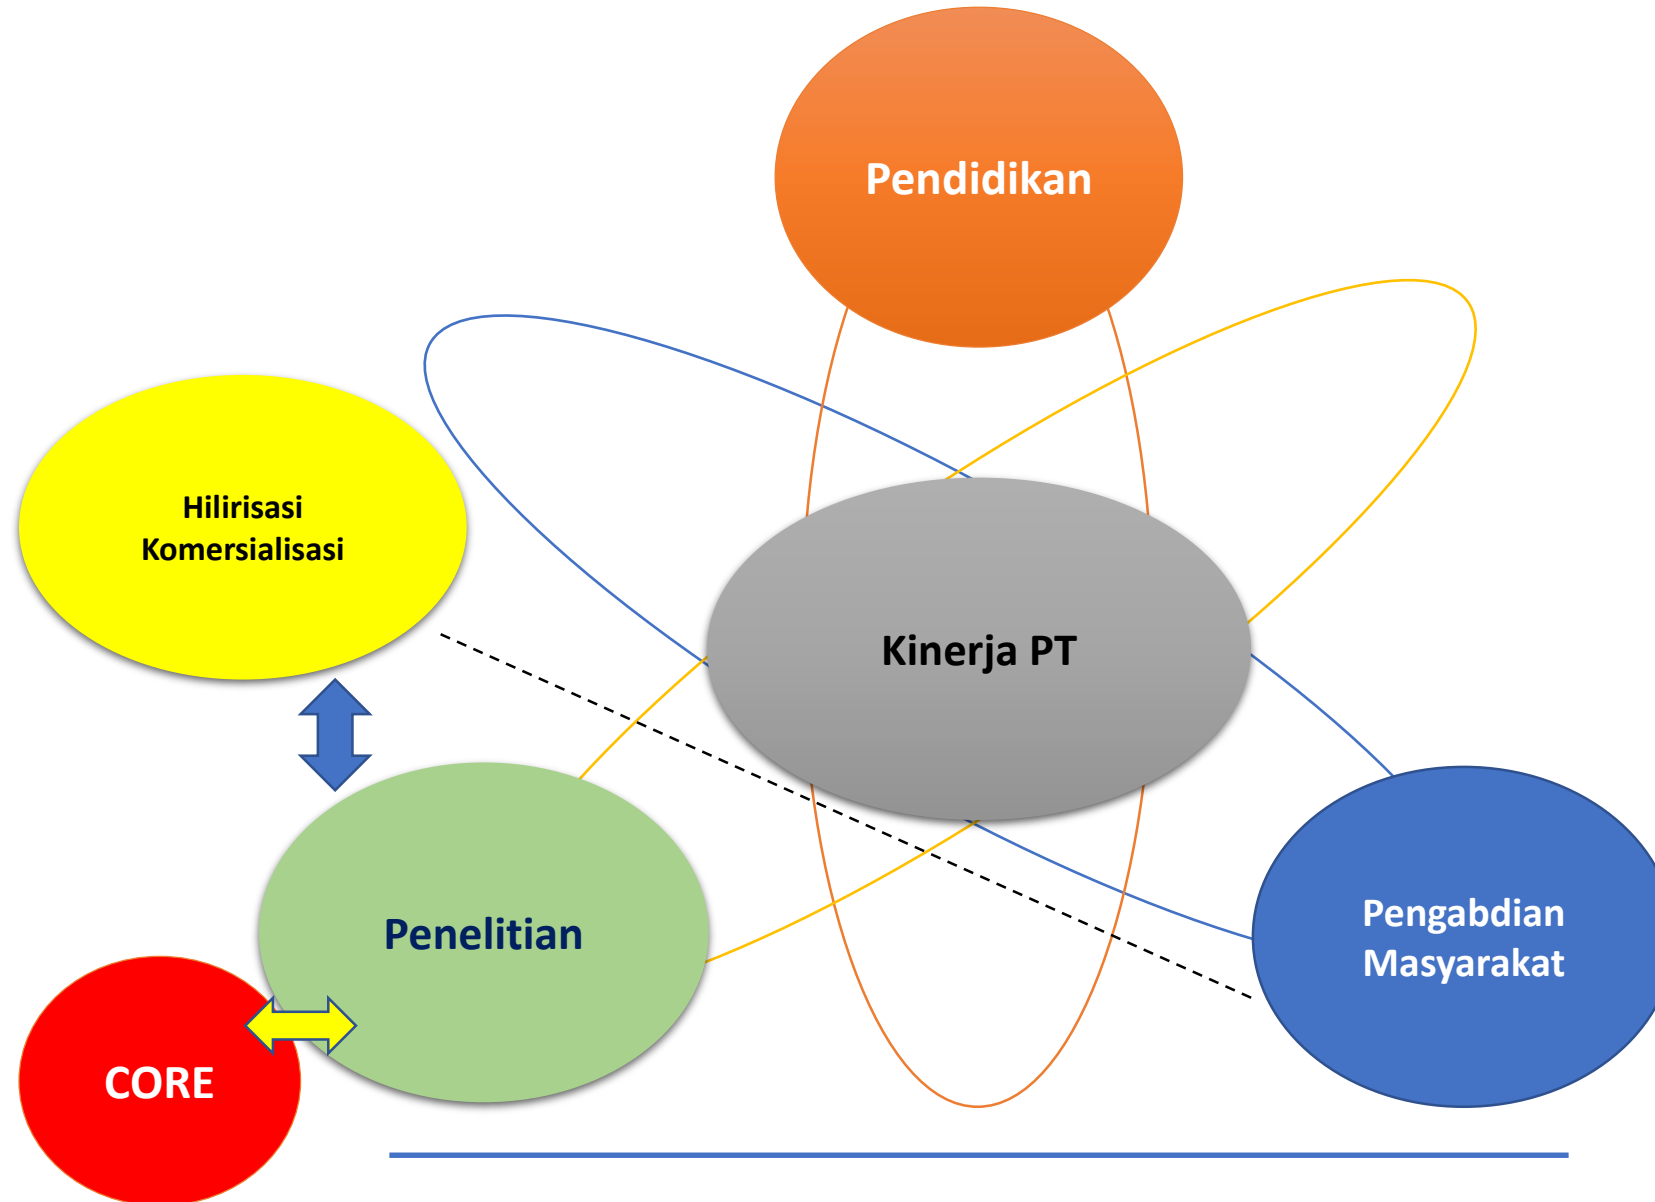 Pendidikan
Hilirisasi
Komersialisasi
Kinerja PT
Penelitian
Pengabdian
Masyarakat
CORE